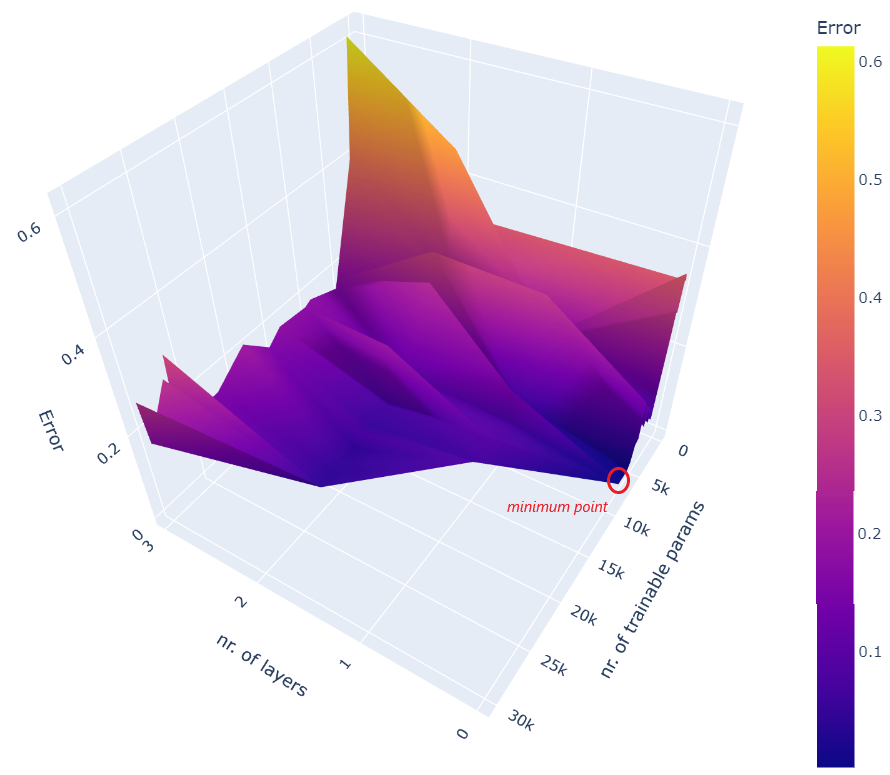 Error
0.6
0.5
0.4
0.3
0.2
0.1
0.6
0.4
0.2
0
Error
3
2
1
0
nr. of layers
0
5k
10k
15k
20k
25k
30k
nr. of trainable params
minimum point